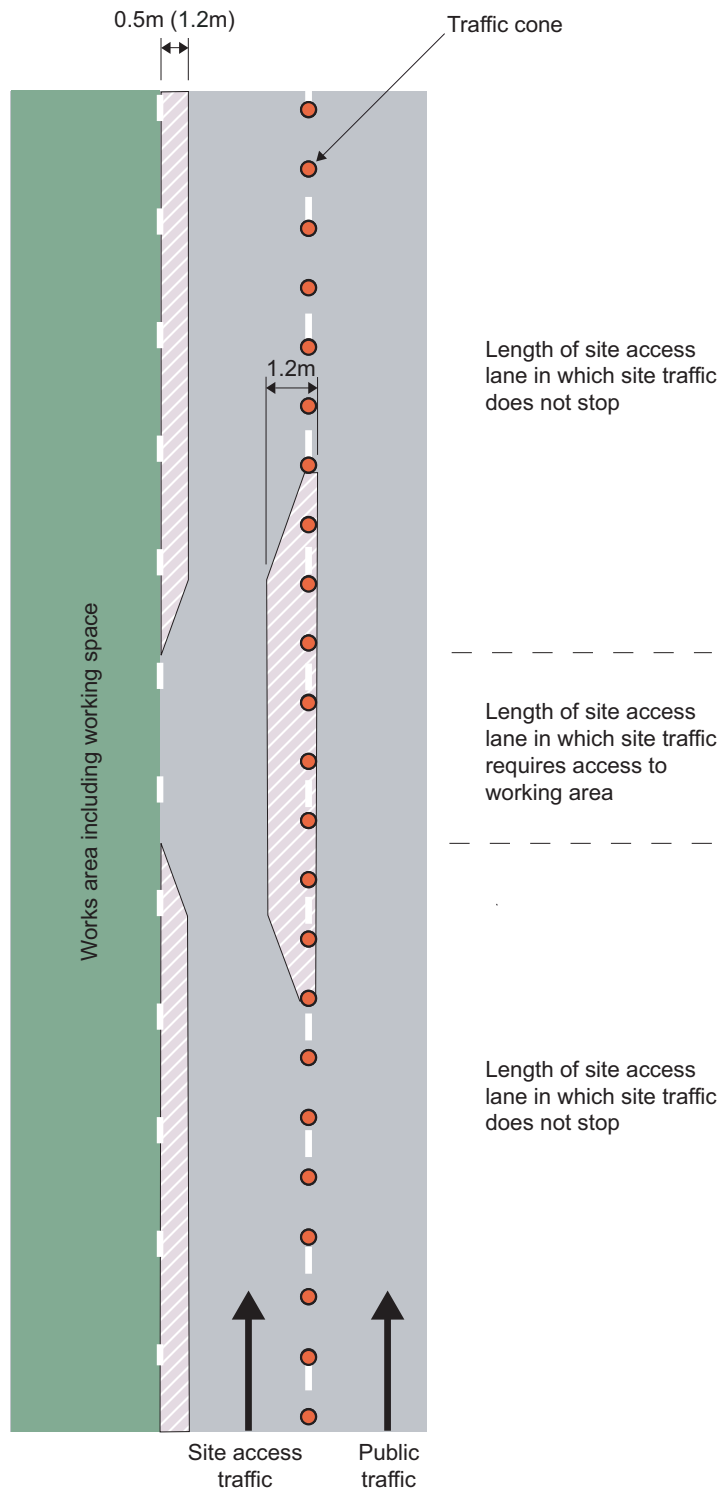 0.5m (1.2m)
Traffic cone
1.2m
Length of site access
lane in which site traffic
does not stop
Works area including working space
Length of site access
lane in which site traffic
requires access to
working area
Length of site access
lane in which site traffic
does not stop
Site access
traffic
Public
traffic